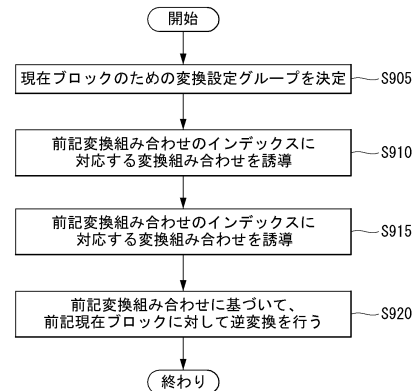 開始
現在ブロックのための変換設定グループを決定
S905
前記変換組み合わせのインデックスに
対応する変換組み合わせを誘導
S910
前記変換組み合わせのインデックスに
対応する変換組み合わせを誘導
S915
前記変換組み合わせに基づいて、
前記現在ブロックに対して逆変換を行う
S920
終わり